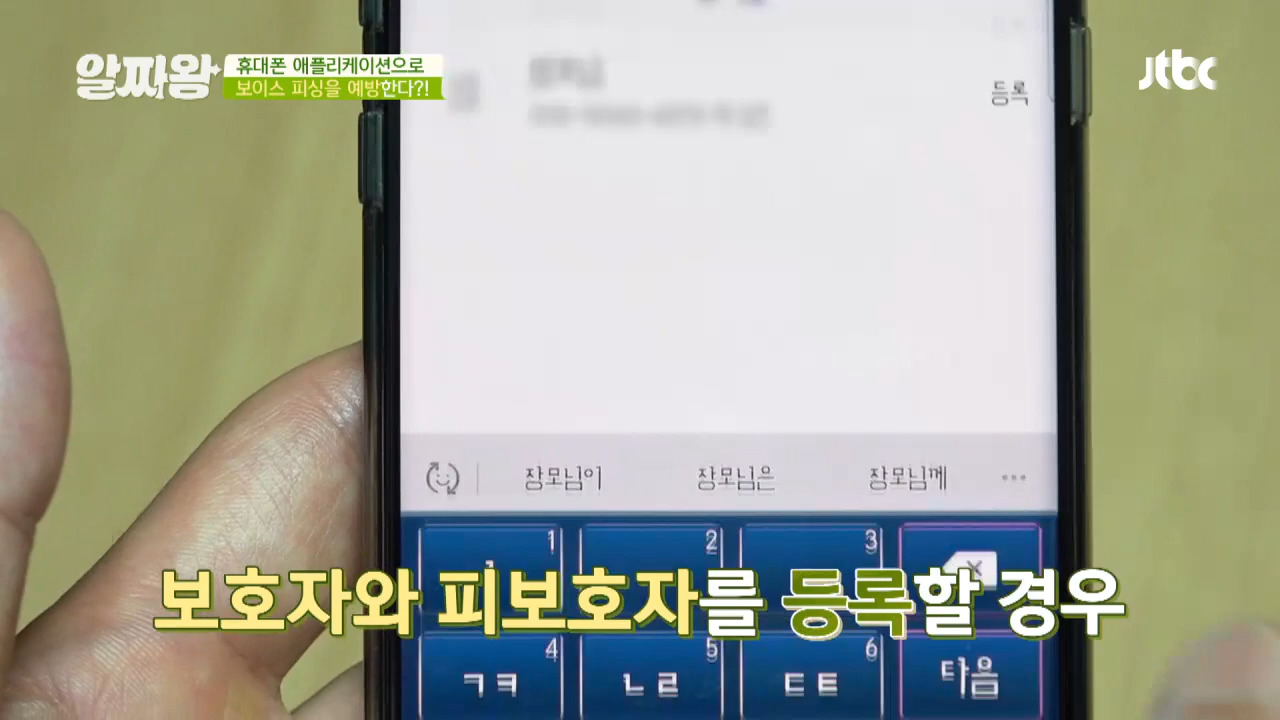 알짜왕
휴대폰 애플리케이션으로
보이스 피싱을 예방한다?!
jtbc
등록
장모님이 장모님은 장모님께 ...
1 2 3
보호자와 피보호자를 등록할 경우
4 5 6
ㄱㅋ ㄴㄹ ㄷㅌ 다음